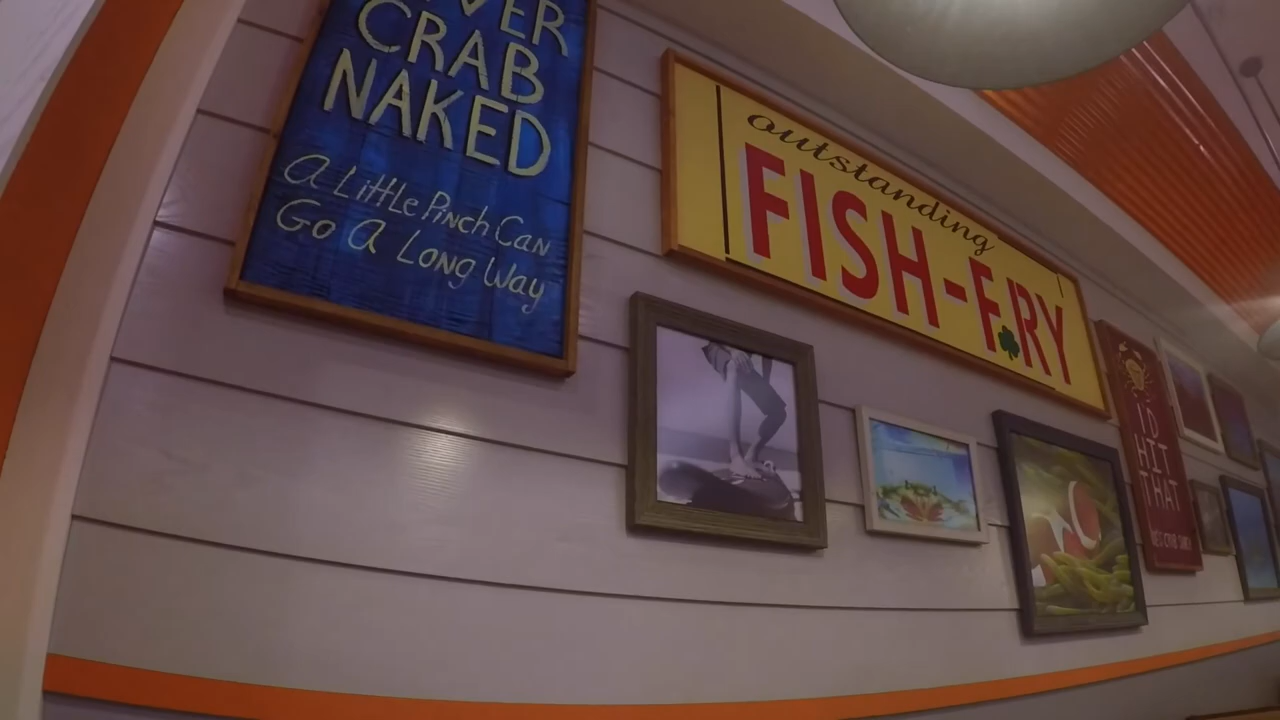 CRAB
NAKED
A Little Pinch Can
Go A Long Way
outstanding
FISH-FRY
I'D
HIT
THAT